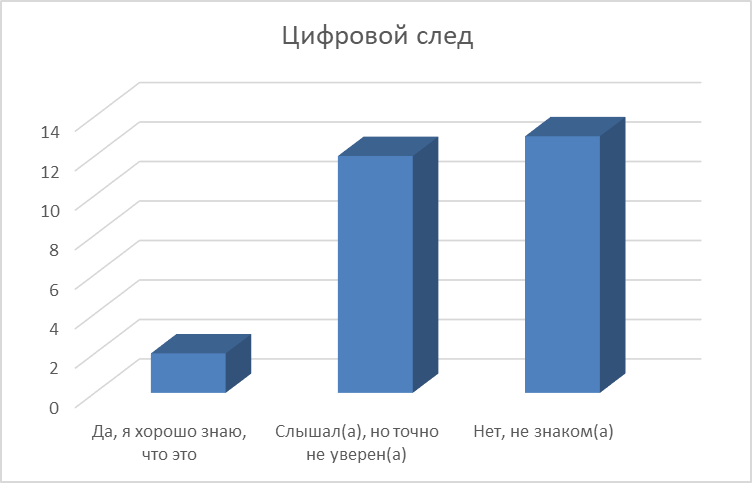 Цифровой след
14
12
10
8
6
4
2
0
Да, я хорошо знаю,
что это
Слышал(а), но точно
не уверен(а)
Нет, не знаком(а)